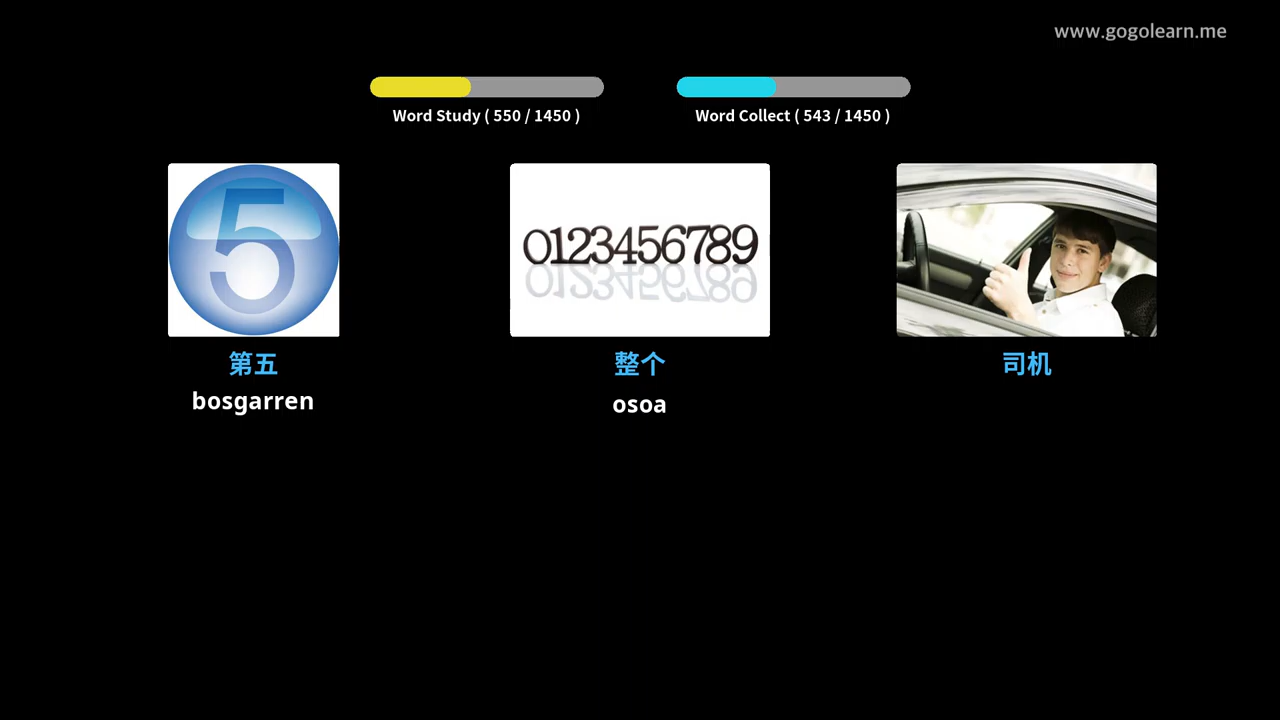 www.gogolearn.me
Word Study ( 550 / 1450 )
Word Collect ( 543 / 1450 )
5
0123456789
第五
整个
司机
bosgarren
osoa